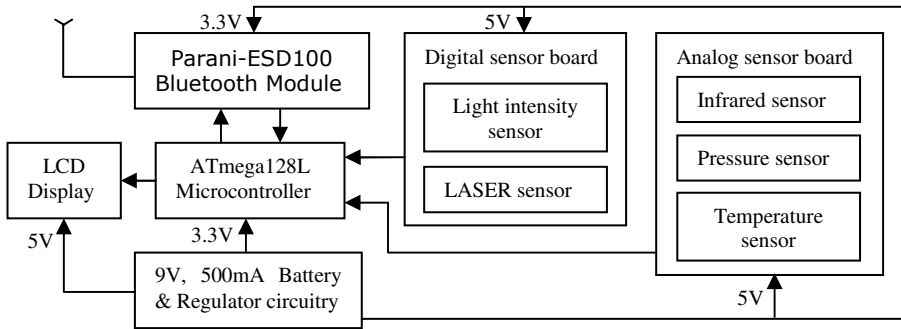 3.3V
5V
Parani-ESD100
Bluetooth Module
Digital sensor board
Analog sensor board
Light intensity
sensor
Infrared sensor
LCD
Display
ATmega128L
Microcontroller
LASER sensor
Pressure sensor
Temperature
sensor
5V
3.3V
9V, 500mA Battery
& Regulator circuitry
5V